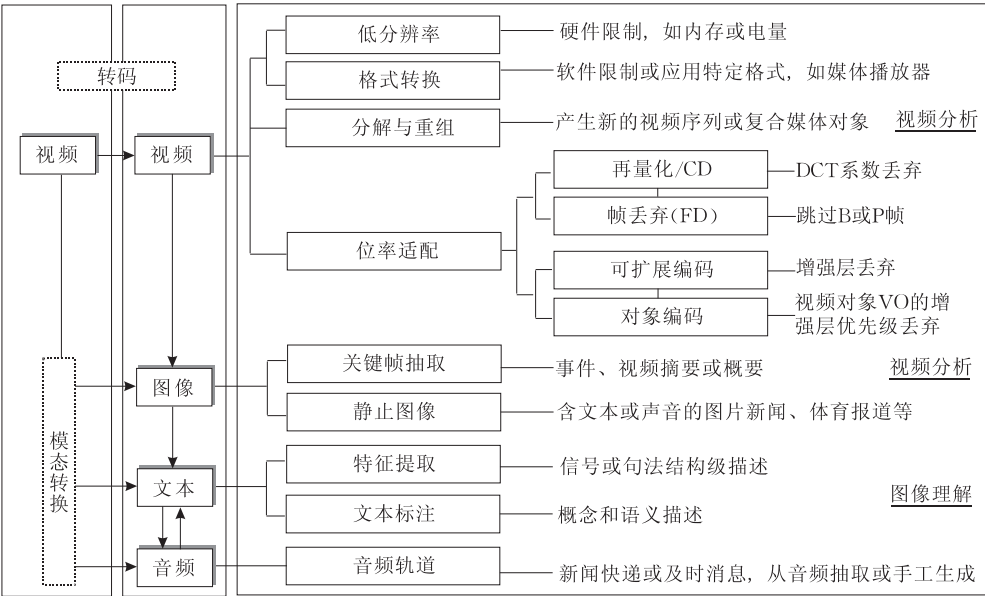 低分辨率
硬件限制，如内存或电量
转码
格式转换
软件限制或应用特定格式，如媒体播放器
分解与重组
产生新的视频序列或复合媒体对象
视频分析
视频
视频
再量化/CD
DCT系数丢弃
帧丢弃(FD)
跳过B或P帧
位率适配
可扩展编码
增强层丢弃
对象编码
视频对象VO的增
强层优先级丢弃
关键帧抽取
事件、视频摘要或概要
视频分析
图像
静止图像
含文本或声音的图片新闻、体育报道等
模态转换
特征提取
信号或句法结构级描述
文本
图像理解
文本标注
概念和语义描述
音频
音频轨道
新闻快递或及时消息，从音频抽取或手工生成